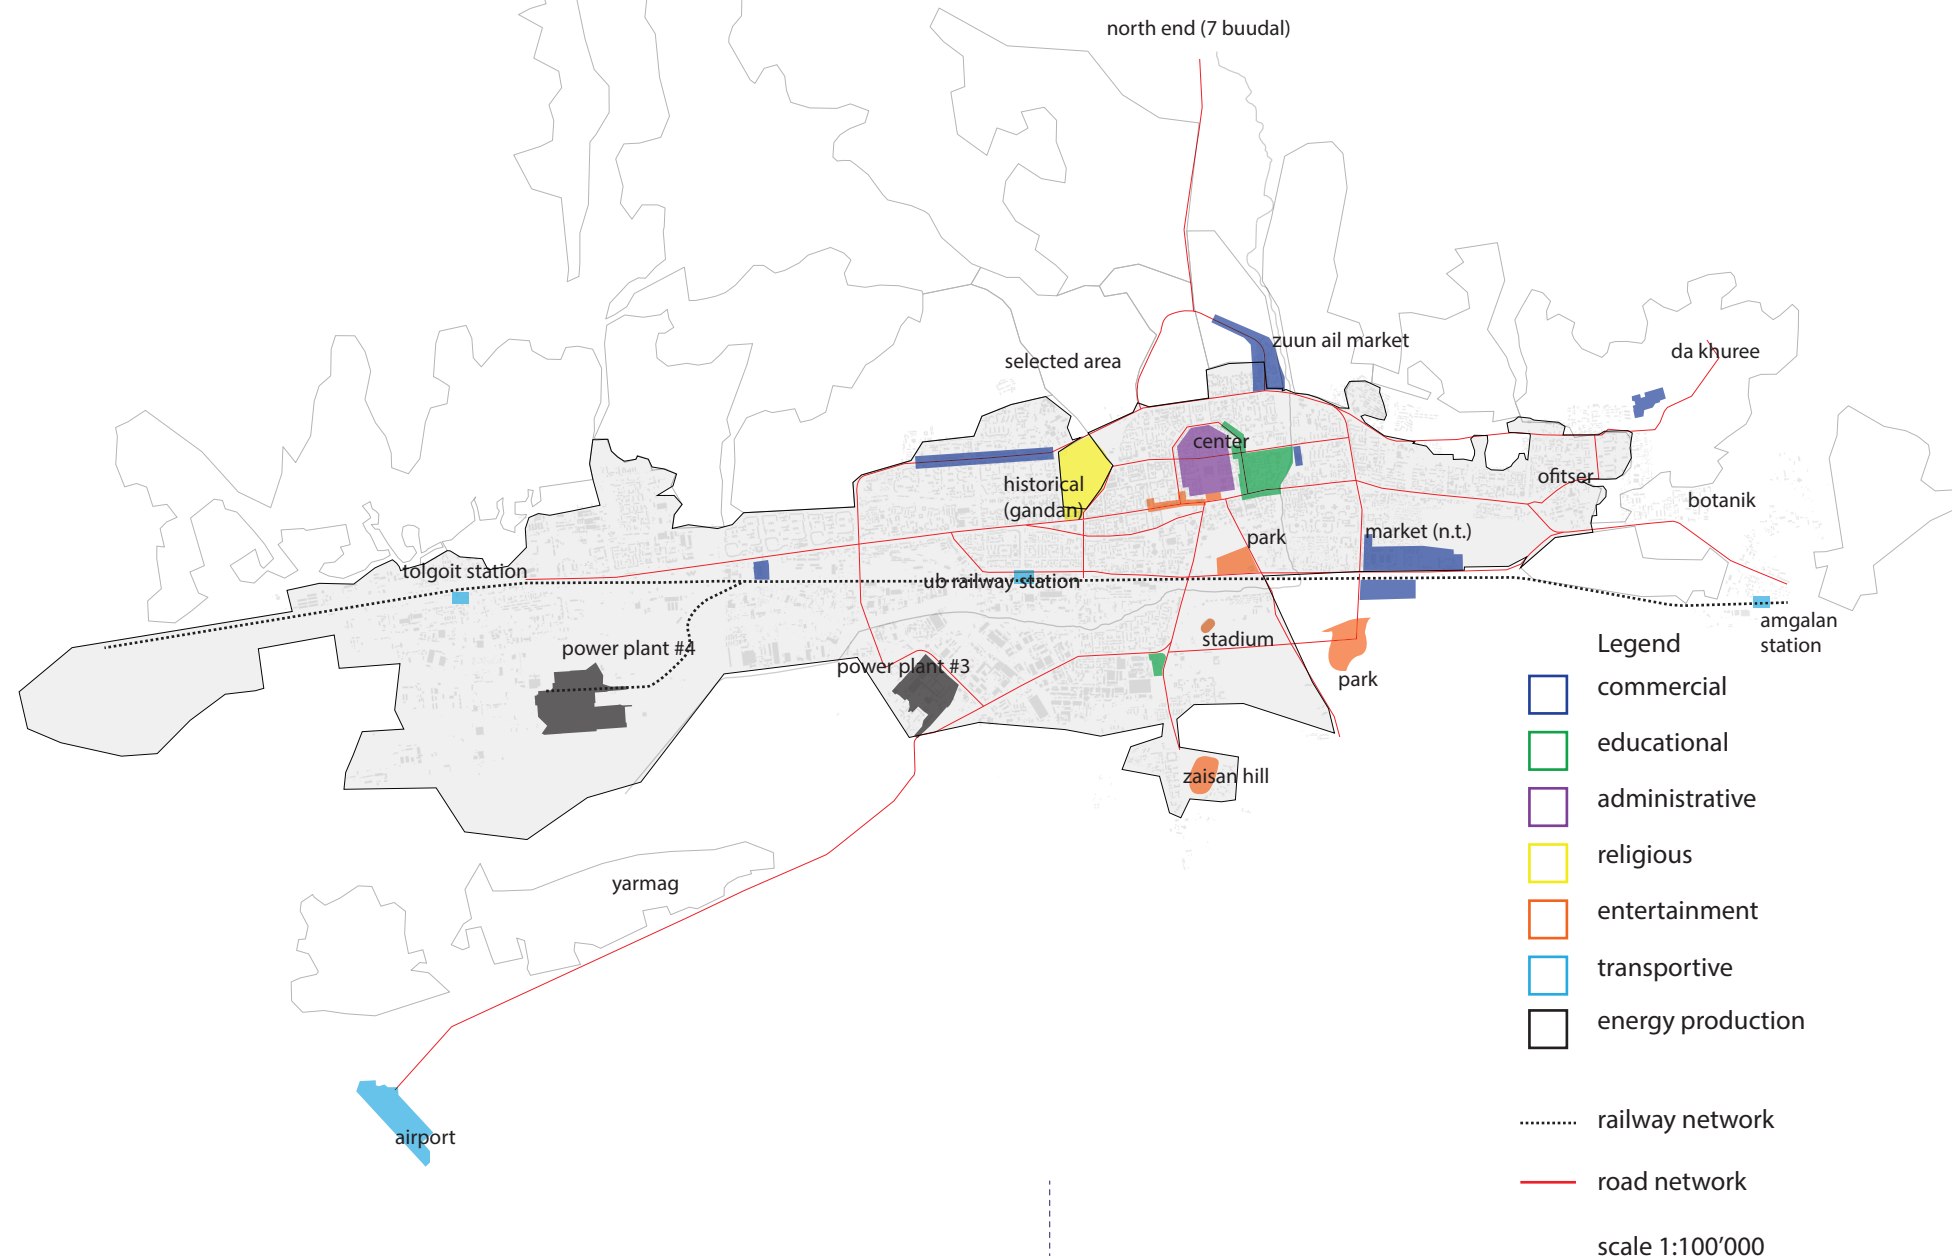 north end (7 buudal)
zuun ail market
da khuree
selected area
center
historical
(gandan)
ofitser
botanik
market (n.t.)
park
tolgoit station
ub railway station
amgalan
station
stadium
power plant #4
power plant #3
park
zaisan hill
yarmag
airport
Legend
commercial
educational
administrative
religious
entertainment
transportive
energy production
railway network
road network
scale 1:100'000